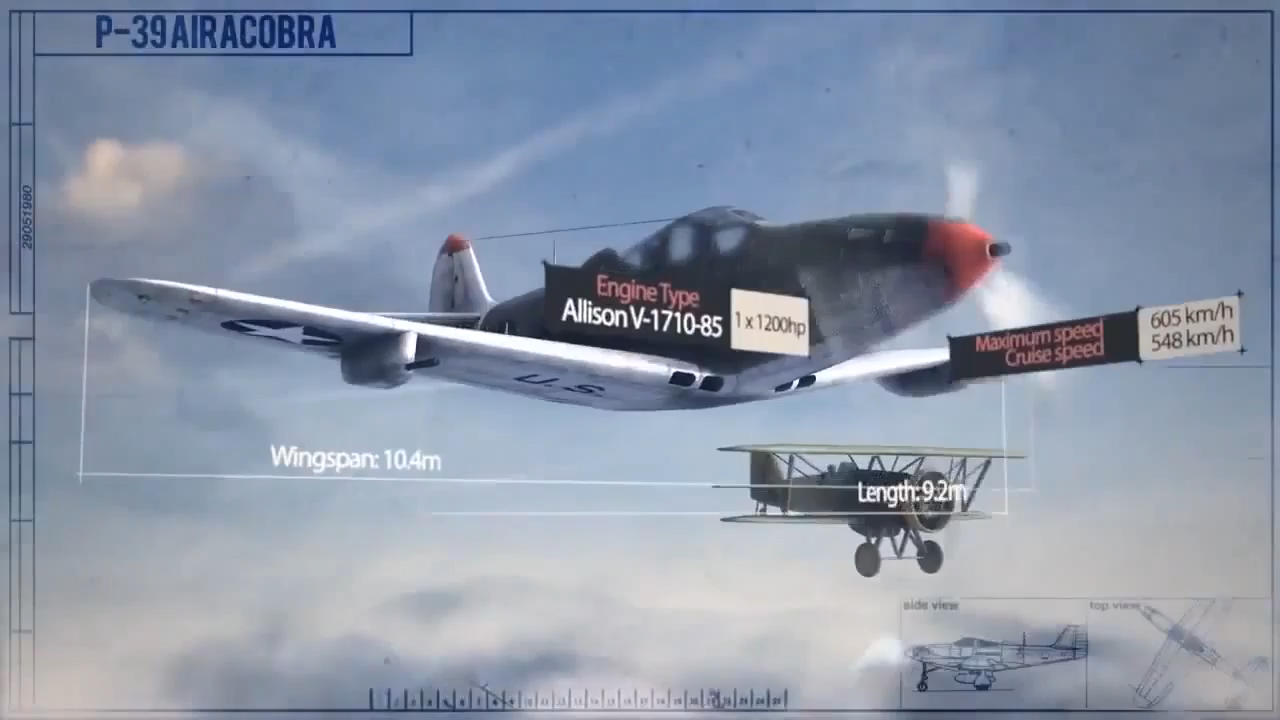 P-39 AIRACOBRA
29051980
Engine Type
Allison V-1710-85
1 x 1200hp
Maximum speed
Cruise speed
605 km/h
548 km/h
U.S
Wingspan: 10.4m
Length: 9.2m
side view
top view